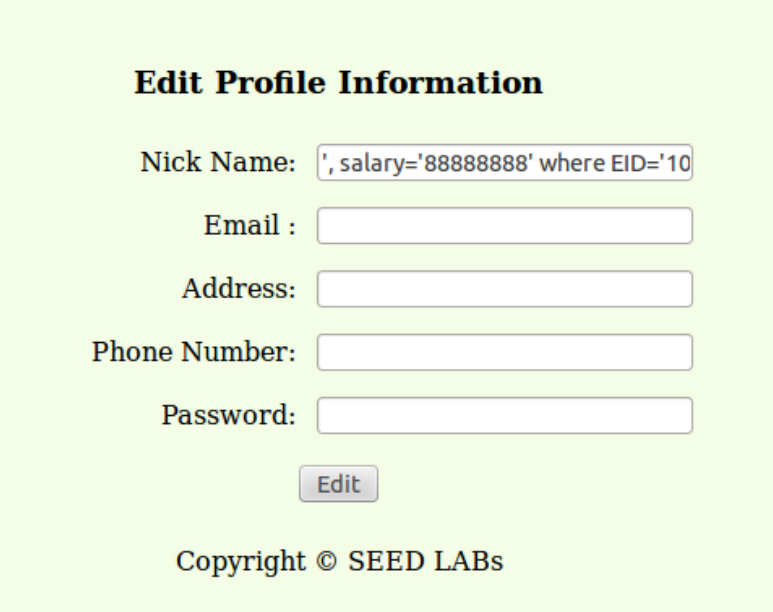 Edit Profile Information
Nick Name: ', salary='88888888' where EID='10
Email :
Address:
Phone Number:
Password:
Edit
Copyright © SEED LABs